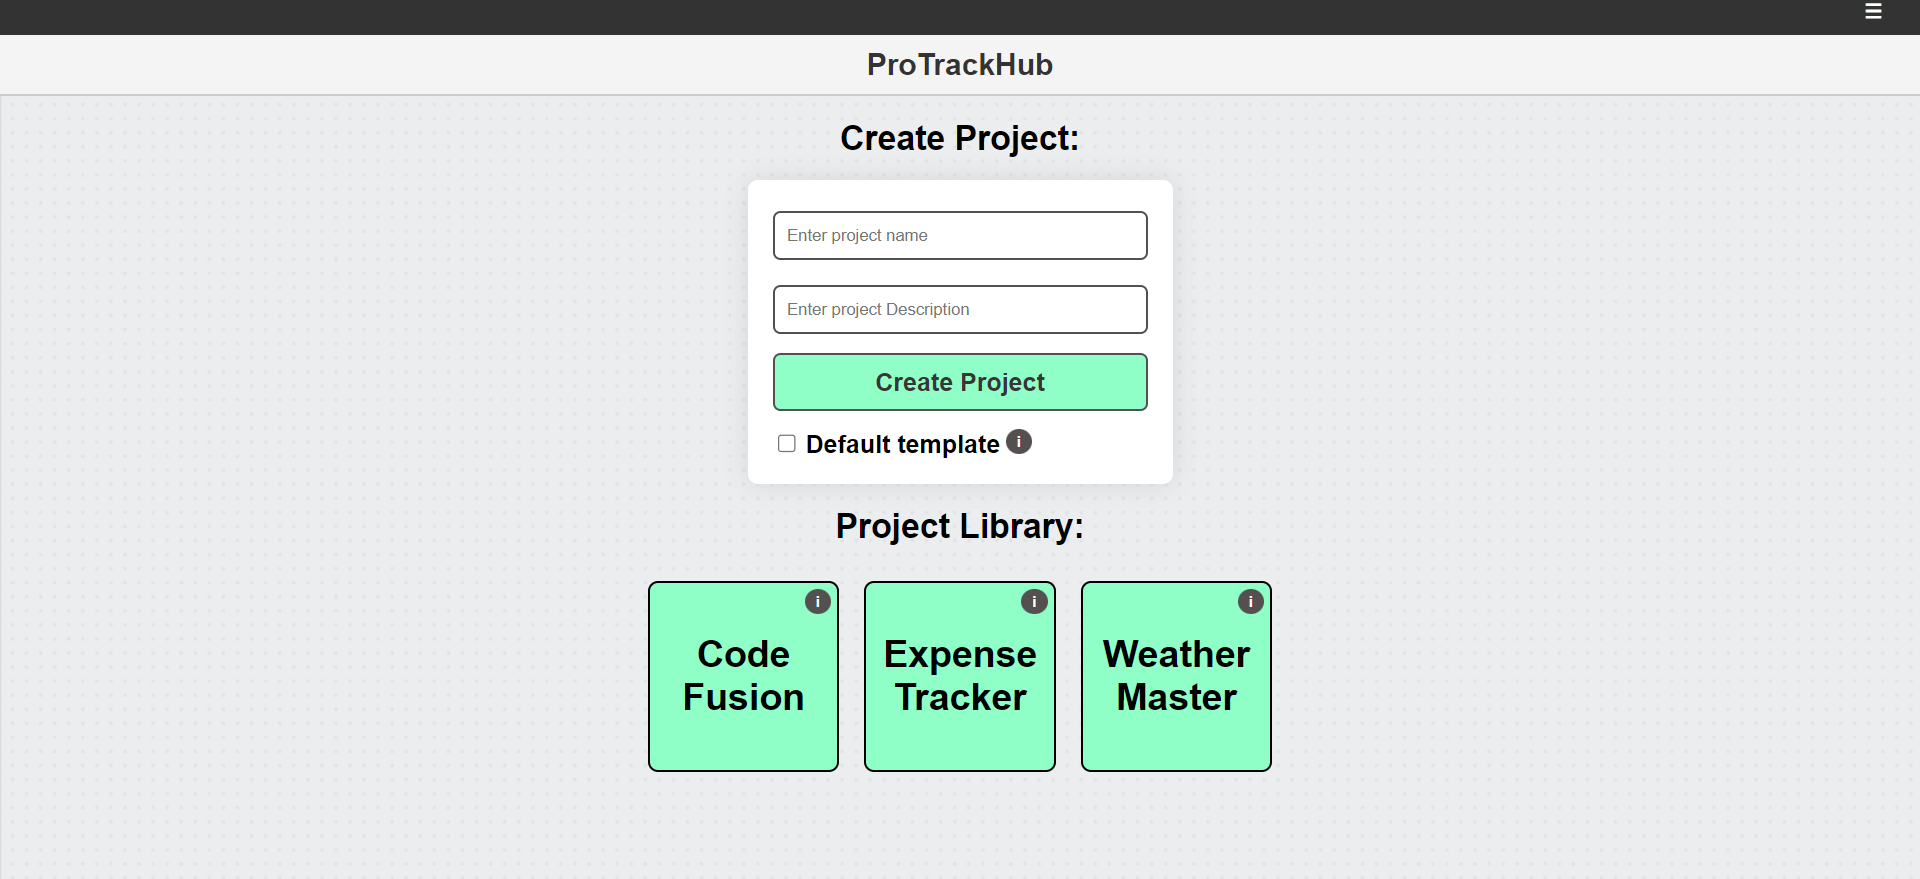 ProTrackHub
Create Project:
Enter project name
Enter project Description
Create Project
Default template i
Project Library:
i
Code
Fusion
i
Expense
Tracker
i
Weather
Master